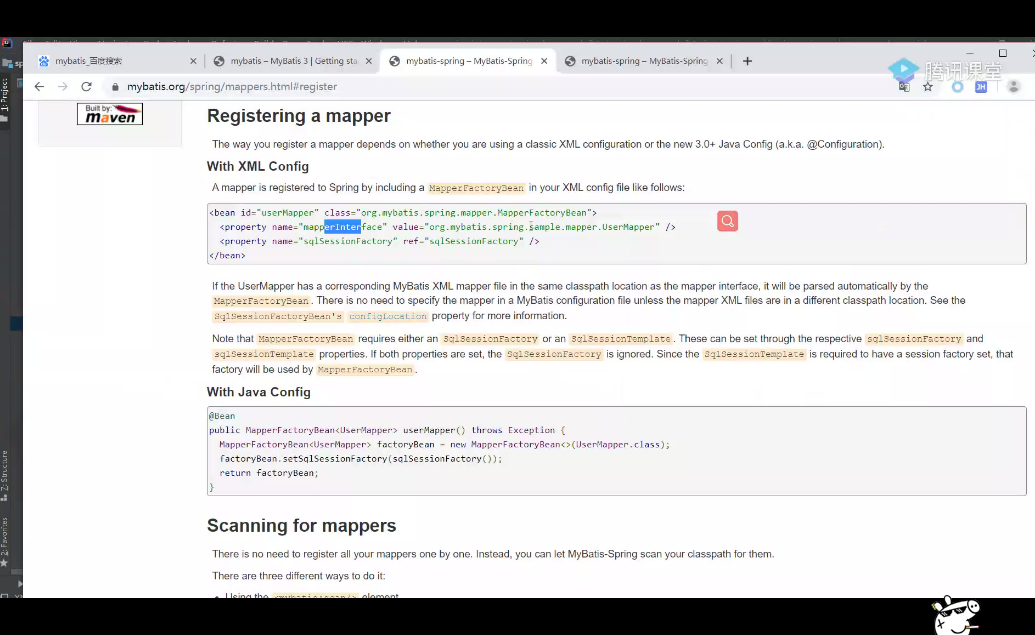 mybatis_百度搜索
mybatis – MyBatis 3 | Getting sta
mybatis-spring – MyBatis-Spring
mybatis-spring – MyBatis-Spring
mybatis.org/spring/mappers.html#register
腾讯课堂
JH
1: Project
Built by:
maven
Registering a mapper
The way you register a mapper depends on whether you are using a classic XML configuration or the new 3.0+ Java Config (a.k.a. @Configuration).
With XML Config
A mapper is registered to Spring by including a MapperFactoryBean in your XML config file like follows:
<bean id="userMapper" class="org.mybatis.spring.mapper.MapperFactoryBean">
<property name="mapperInterface" value="org.mybatis.spring.sample.mapper.UserMapper" />
<property name="sqlSessionFactory" ref="sqlSessionFactory" />
</bean>
If the UserMapper has a corresponding MyBatis XML mapper file in the same classpath location as the mapper interface, it will be parsed automatically by the
MapperFactoryBean. There is no need to specify the mapper in a MyBatis configuration file unless the mapper XML files are in a different classpath location. See the
SqlSessionFactoryBean's configLocation property for more information.
Note that MapperFactoryBean requires either an SqlSessionFactory or an SqlSessionTemplate. These can be set through the respective sqlSessionFactory and
sqlSessionTemplate properties. If both properties are set, the SqlSessionFactory is ignored. Since the SqlSessionTemplate is required to have a session factory set, that
factory will be used by MapperFactoryBean.
With Java Config
@Bean
public MapperFactoryBean<UserMapper> userMapper() throws Exception {
MapperFactoryBean<UserMapper> factoryBean = new MapperFactoryBean<>(UserMapper.class);
factoryBean.setSqlSessionFactory(sqlSessionFactory());
return factoryBean;
}
Z: Structure
2: Favorites
Scanning for mappers
There is no need to register all your mappers one by one. Instead, you can let MyBatis-Spring scan your classpath for them.
There are three different ways to do it:
Using the <mybatis:scan/> element